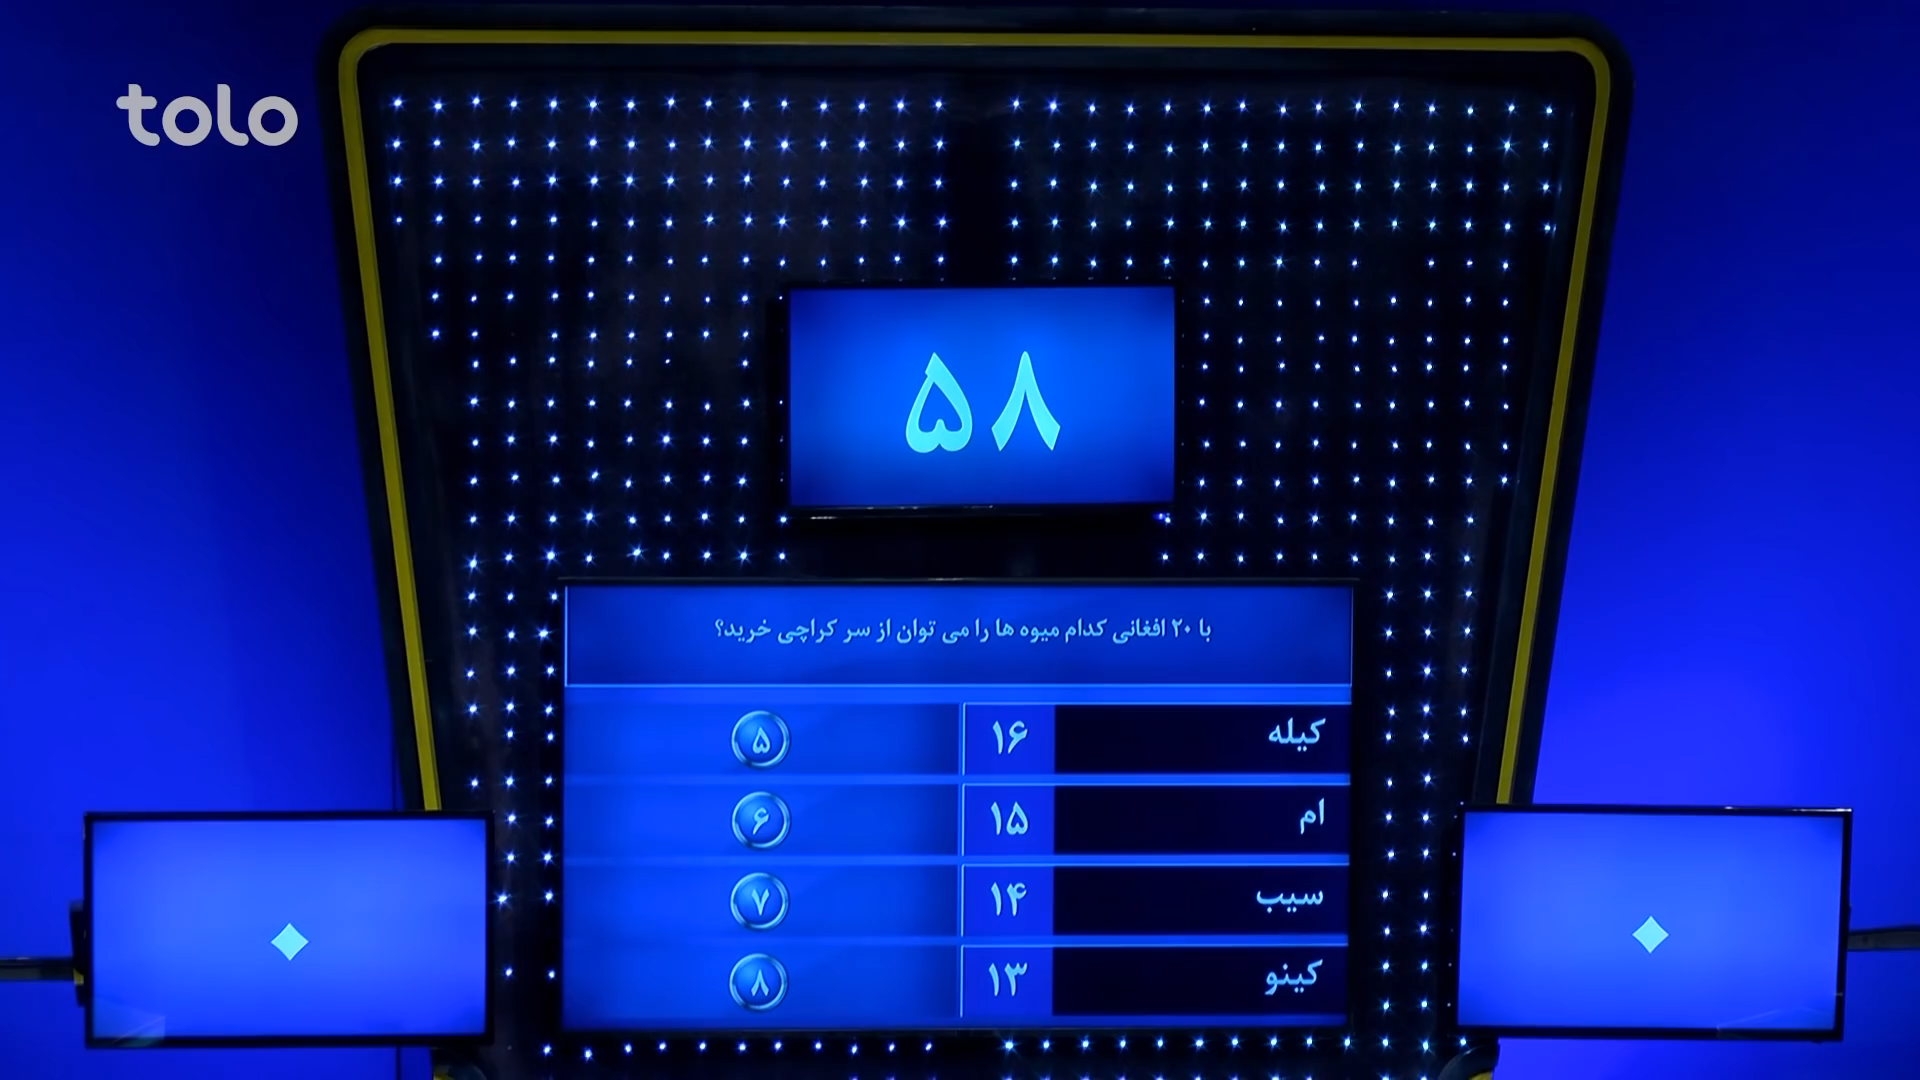 tolo
۵۸
با ۲۰ افغانی کدام میوه ها را می توان از سر کراچی خرید؟
کیله ۱۶ ۵
ام ۱۵ ۶
سیب ۱۴ ۷
کینو ۱۳ ۸